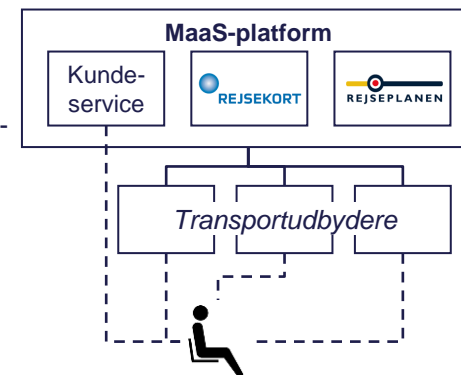 MaaS-platform
Kunde-
service
REJSEKORT
REJSEPLANEN
Transportudbydere
-